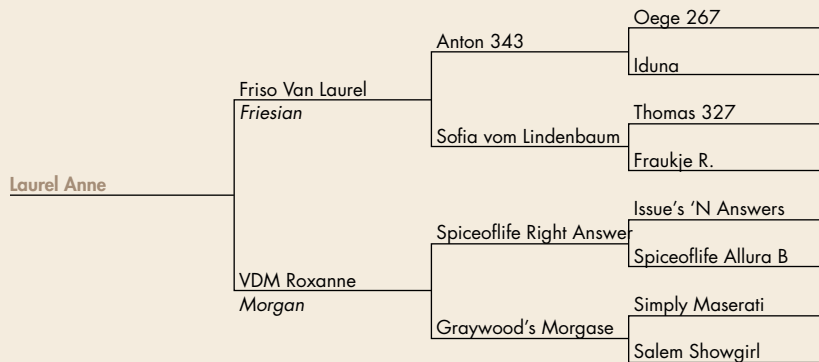 Oege 267
Anton 343
Iduna
Friso Van Laurel
Friesian
Thomas 327
Sofia vom Lindenbaum
Fraukje R.
Laurel Anne
Issue's ‘N Answers
Spiceoflife Right Answer
Spiceoflife Allura B
VDM Roxanne
Morgan
Simply Maserati
Graywood's Morgase
Salem Showgirl